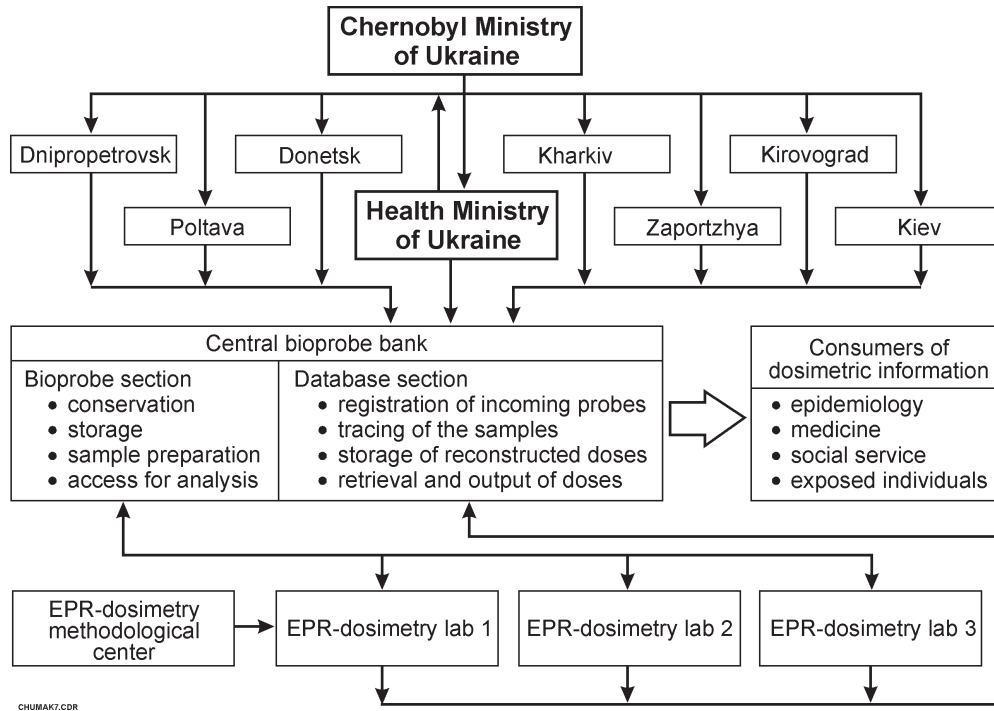 Chernobyl Ministry
of Ukraine
Dnipropetrovsk
Donetsk
Kharkiv
Kirovograd
Poltava
Health Ministry
of Ukraine
Zaportzhya
Kiev
Central bioprobe bank
Bioprobe section
• conservation
• storage
• sample preparation
• access for analysis
Database section
• registration of incoming probes
• tracing of the samples
• storage of reconstructed doses
• retrieval and output of doses
Consumers of
dosimetric information
• epidemiology
• medicine
• social service
• exposed individuals
EPR-dosimetry
methodological
center
EPR-dosimetry lab 1
EPR-dosimetry lab 2
EPR-dosimetry lab 3
CHUMAK7.CDR